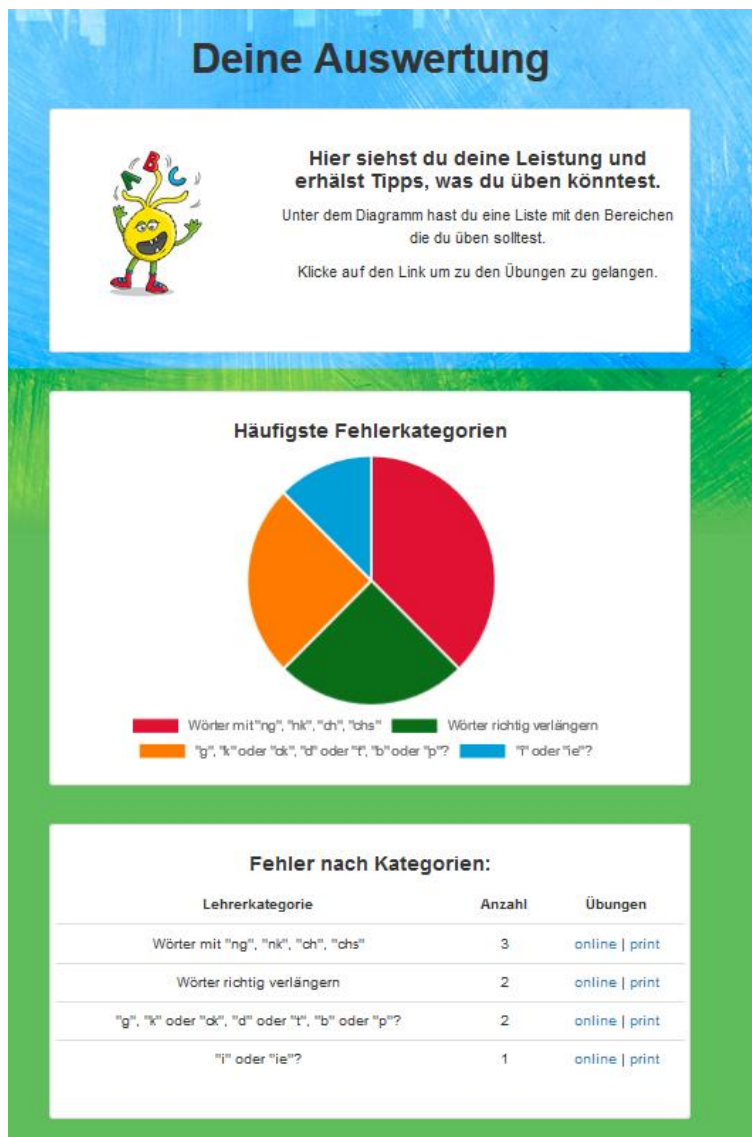 Deine Auswertung
A B C
Hier siehst du deine Leistung und
erhälst Tipps, was du üben könntest.
Unter dem Diagramm hast du eine Liste mit den Bereichen
die du üben solltest.
Klicke auf den Link um zu den Übungen zu gelangen.
Häufigste Fehlerkategorien
Wörter mit "ng", "nk", "ch", "chs" Wörter richtig verlängern
"g", "k" oder "ck", "d" oder "t", "b" oder "p"? "i" oder "ie"?
Fehler nach Kategorien:
Lehrerkategorie Anzahl Übungen
Wörter mit "ng", "nk", "ch", "chs" 3 online | print
Wörter richtig verlängern 2 online | print
"g", "k" oder "ck", "d" oder "t", "b" oder "p"? 2 online | print
"i" oder "ie"? 1 online | print